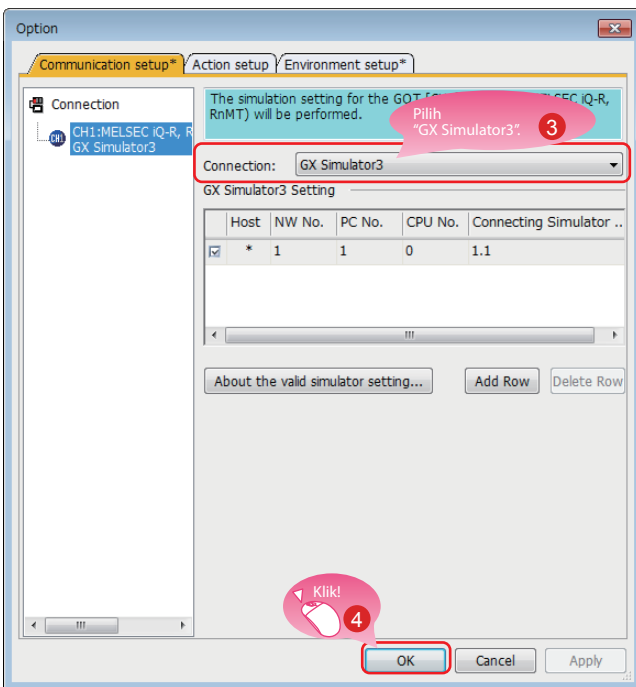 Option
Communication setup* Action setup Environment setup*
Connection
CH1:MELSEC iQ-R, R
GX Simulator3
The simulation setting for the GOT iQ-R,
RnMT) will be performed.
Pilih
"GX Simulator3".
3
Connection: GX Simulator3
GX Simulator3 Setting
Host NW No. PC No. CPU No. Connecting Simulator ..
* 1 1 0 1.1
About the valid simulator setting... Add Row Delete Row
Klik!
4
OK Cancel Apply